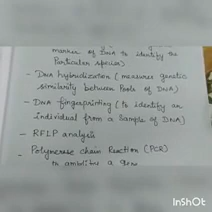 manner of DNA to identify the
Particular species)
- DNA hybridization (measures genetic
similarity between Pools of DNA)
- DNA fingerprinting (to identify an
individual from a Sample of DNA)
- RFLP analysis
- Polymerase chain Reaction (PCR)
to amplify a gene
InShOt